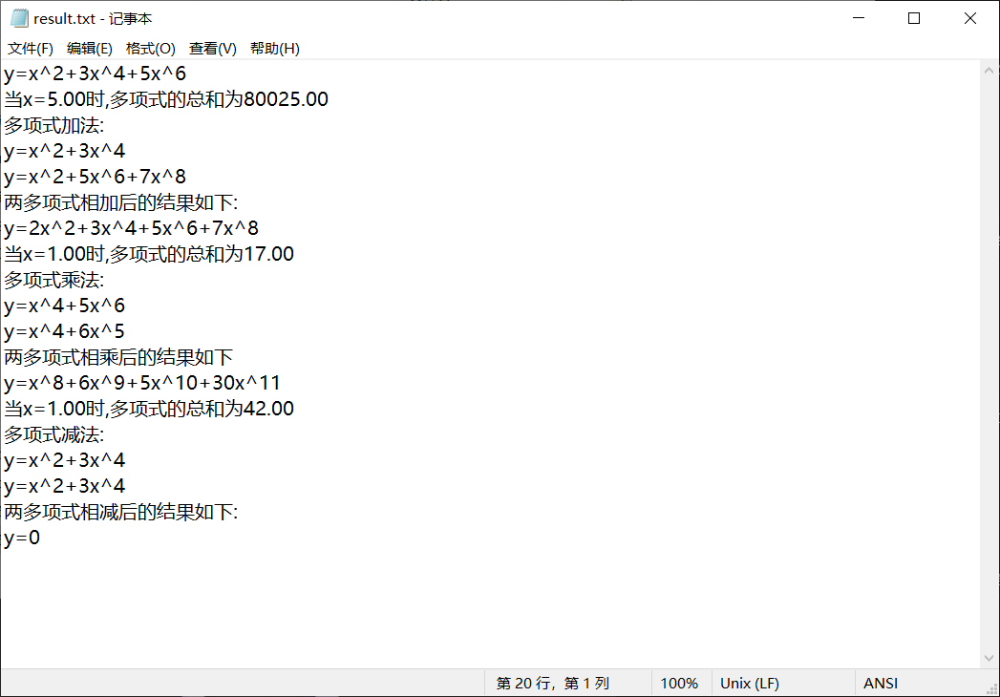 result.txt - 记事本
文件(F) 编辑(E) 格式(O) 查看(V) 帮助(H)
y=x^2+3x^4+5x^6
当x=5.00时,多项式的总和为80025.00
多项式加法:
y=x^2+3x^4
y=x^2+5x^6+7x^8
两多项式相加后的结果如下:
y=2x^2+3x^4+5x^6+7x^8
当x=1.00时,多项式的总和为17.00
多项式乘法:
y=x^4+5x^6
y=x^4+6x^5
两多项式相乘后的结果如下
y=x^8+6x^9+5x^10+30x^11
当x=1.00时,多项式的总和为42.00
多项式减法:
y=x^2+3x^4
y=x^2+3x^4
两多项式相减后的结果如下:
y=0
第 20 行，第 1 列 100% Unix (LF) ANSI